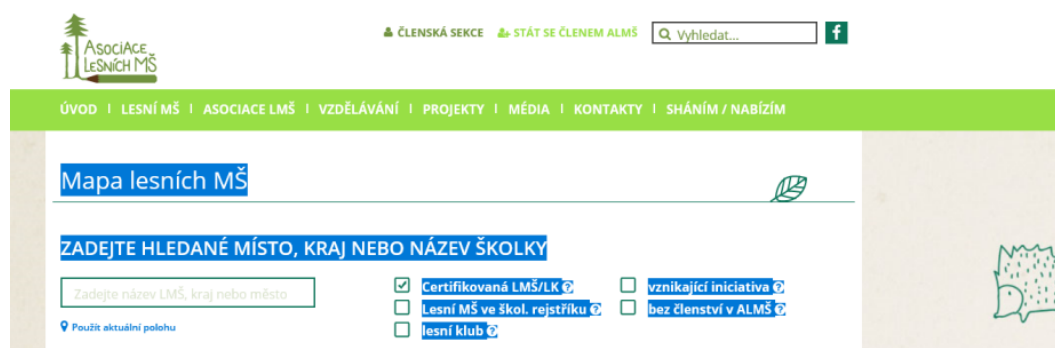 Asociace
Lesních MŠ
ČLENSKÁ SEKCE STÁT SE ČLENEM ALMŠ Vyhledat...
ÚVOD | LESNÍ MŠ | ASOCIACE LMŠ | VZDĚLÁVÁNÍ | PROJEKTY | MÉDIA | KONTAKTY | SHÁNÍM / NABÍZÍM
Mapa lesních MŠ
ZADEJTE HLEDANÉ MÍSTO, KRAJ NEBO NÁZEV ŠKOLKY
Zadejte název LMŠ, kraj nebo město
Použít aktuální polohu
Certifikovaná LMŠ/LK
Lesní MŠ ve škol. rejstříku
lesní klub
vznikající iniciativa
bez členství v ALMŠ